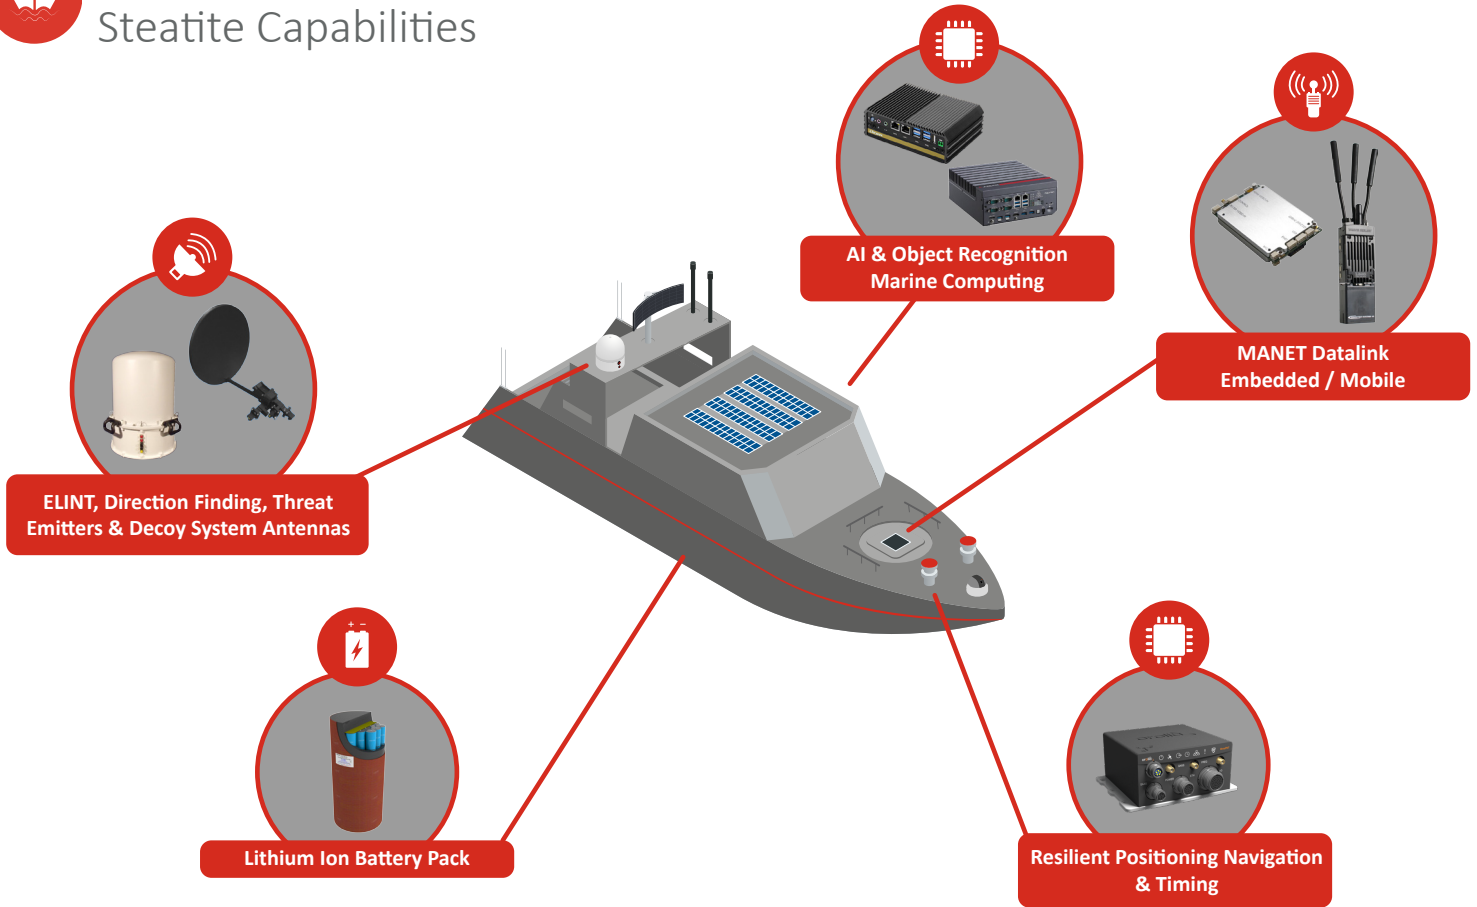 Steatite Capabilities
AI & Object Recognition
Marine Computing
MANET Datalink
Embedded / Mobile
ELINT, Direction Finding, Threat
Emitters & Decoy System Antennas
+ −
Lithium Ion Battery Pack
Resilient Positioning Navigation
& Timing